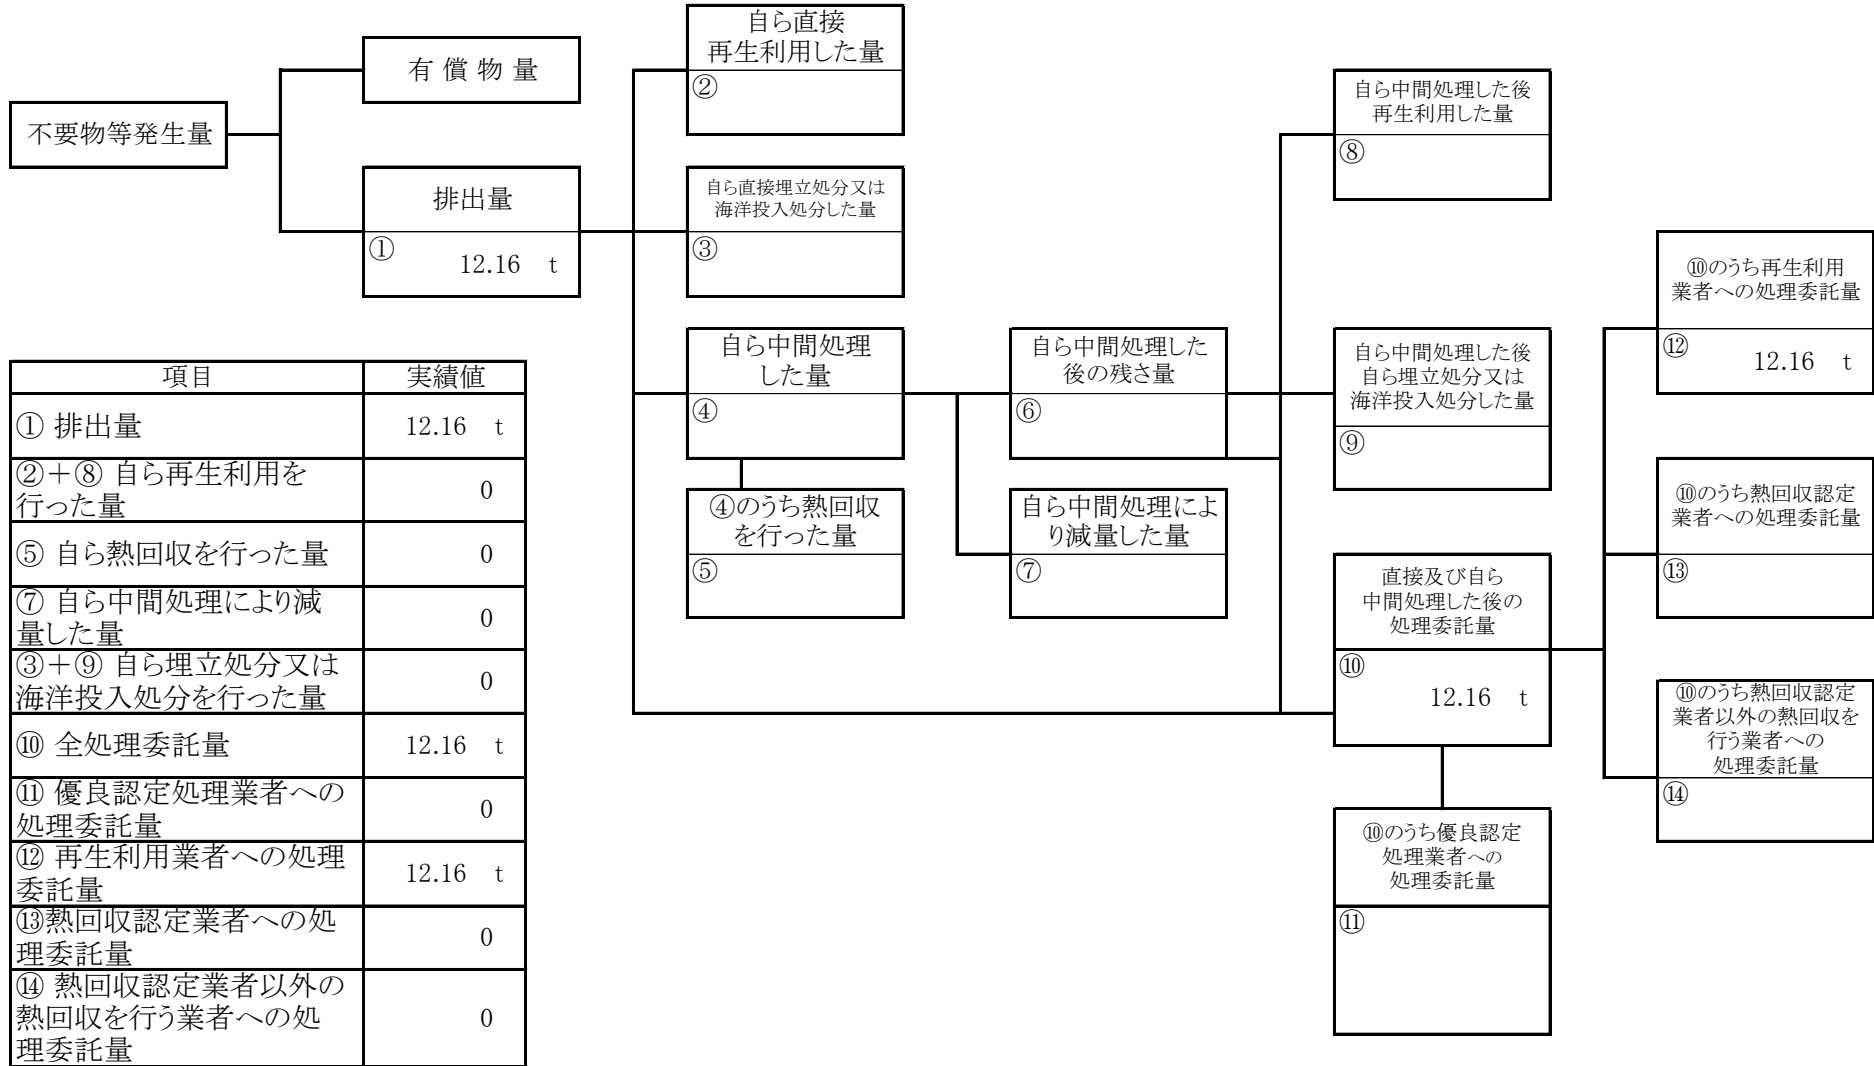 不要物等発生量
有 償 物 量
排出量
①
12.16 t
自ら直接
再生利用した量
②
自ら直接埋立処分又は
海洋投入処分した量
③
自ら中間処理
した量
④
④のうち熱回収
を行った量
⑤
自ら中間処理した
後の残さ量
⑥
自ら中間処理によ
り減量した量
⑦
自ら中間処理した後
再生利用した量
⑧
自ら中間処理した後
自ら埋立処分又は
海洋投入処分した量
⑨
直接及び自ら
中間処理した後の
処理委託量
⑩
12.16 t
⑩のうち優良認定
処理業者への
処理委託量
⑪
⑩のうち再生利用
業者への処理委託量
⑫
12.16 t
⑩のうち熱回収認定
業者への処理委託量
⑬
⑩のうち熱回収認定
業者以外の熱回収を
行う業者への
処理委託量
⑭
項目 実績値
① 排出量 12.16 t
②＋⑧ 自ら再生利用を
行った量 0
⑤ 自ら熱回収を行った量 0
⑦ 自ら中間処理により減
量した量 0
③＋⑨ 自ら埋立処分又は
海洋投入処分を行った量 0
⑩ 全処理委託量 12.16 t
⑪ 優良認定処理業者への
処理委託量 0
⑫ 再生利用業者への処理
委託量 12.16 t
⑬熱回収認定業者への処
理委託量 0
⑭ 熱回収認定業者以外の
熱回収を行う業者への処
理委託量 0